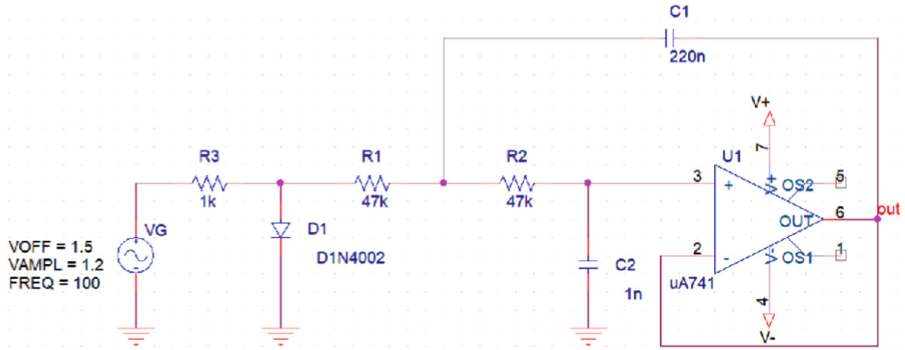 C1
220n
V+
7
R3
1k
R1
47k
R2
47k
U1
3
+
V+
OS2
5
OUT
6
out
2
-
V-
OS1
1
uA741
4
V-
VG
VOFF = 1.5
VAMPL = 1.2
FREQ = 100
D1
D1N4002
C2
1n